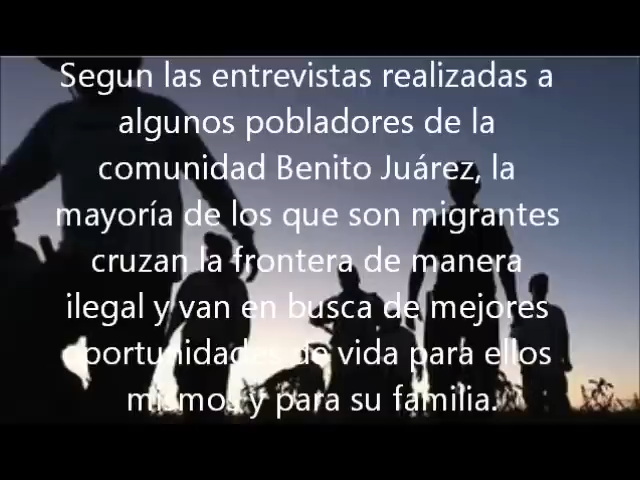 Segun las entrevistas realizadas a
algunos pobladores de la
comunidad Benito Juárez, la
mayoría de los que son migrantes
cruzan la frontera de manera
ilegal y van en busca de mejores
oportunidades de vida para ellos
mismos y para su familia.